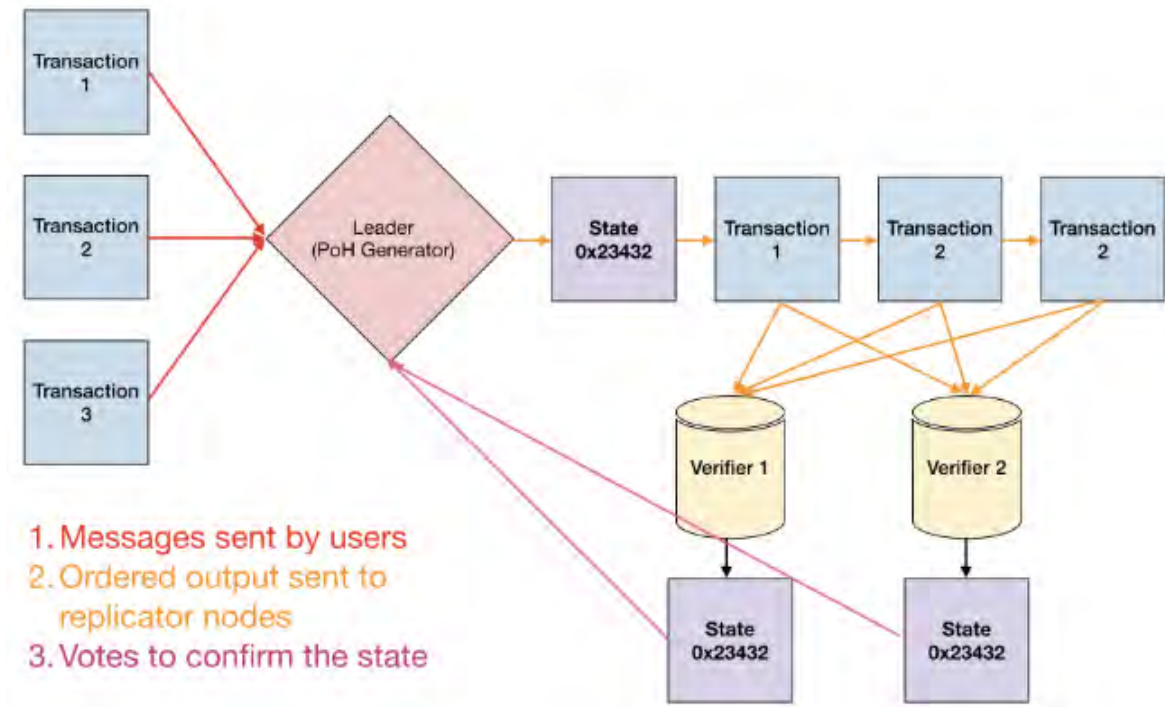 Transaction
1
Transaction
2
Transaction
3
Leader
(PoH Generator)
State
0x23432
Transaction
1
Transaction
2
Transaction
2
Verifier 1
Verifier 2
State
0x23432
State
0x23432
1. Messages sent by users
2. Ordered output sent to
replicator nodes
3. Votes to confirm the state